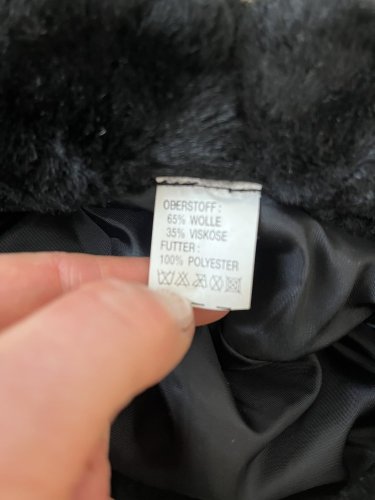 OBERSTOFF :
65% WOLLE
35% VISKOSE
FUTTER :
100% POLYESTER